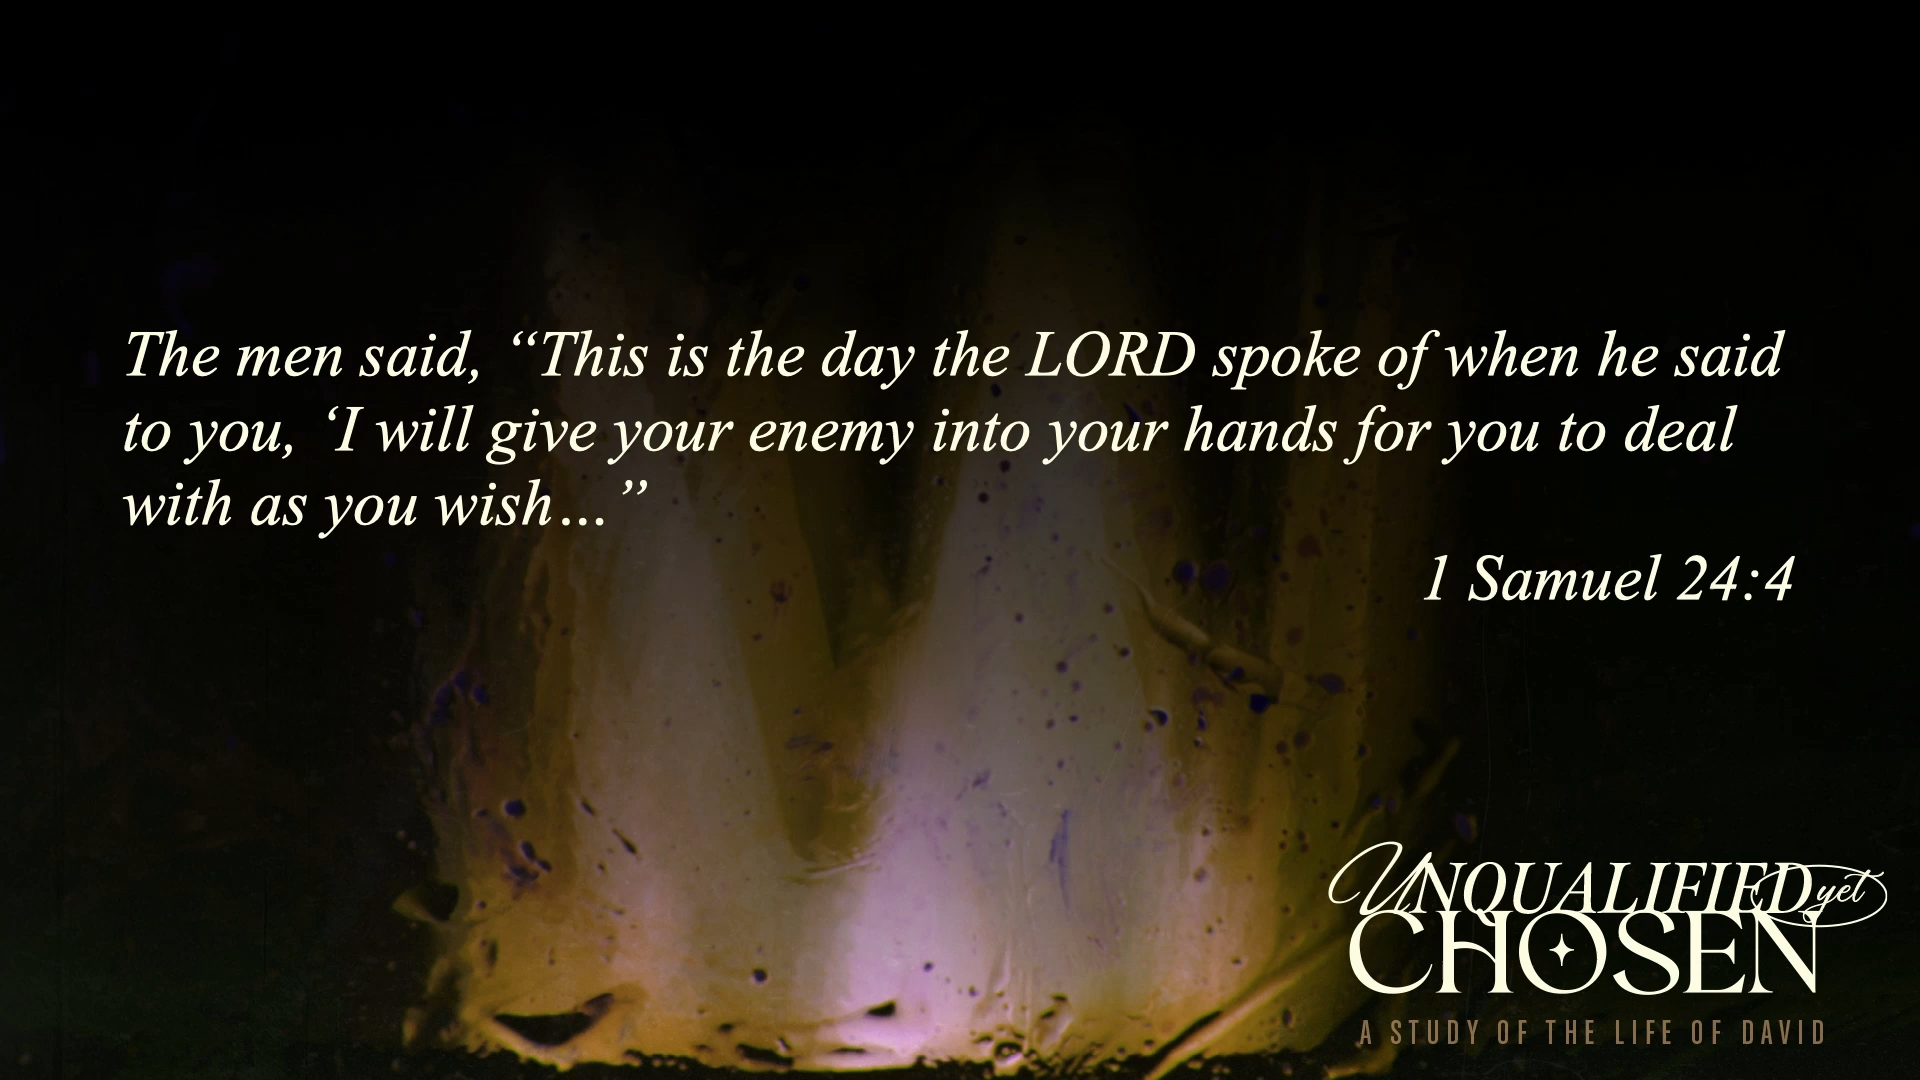 The men said, “This is the day the LORD spoke of when he said
to you, ‘I will give your enemy into your hands for you to deal
with as you wish…”
1 Samuel 24:4
UNQUALIFIED yet
CHOSEN
A STUDY OF THE LIFE OF DAVID